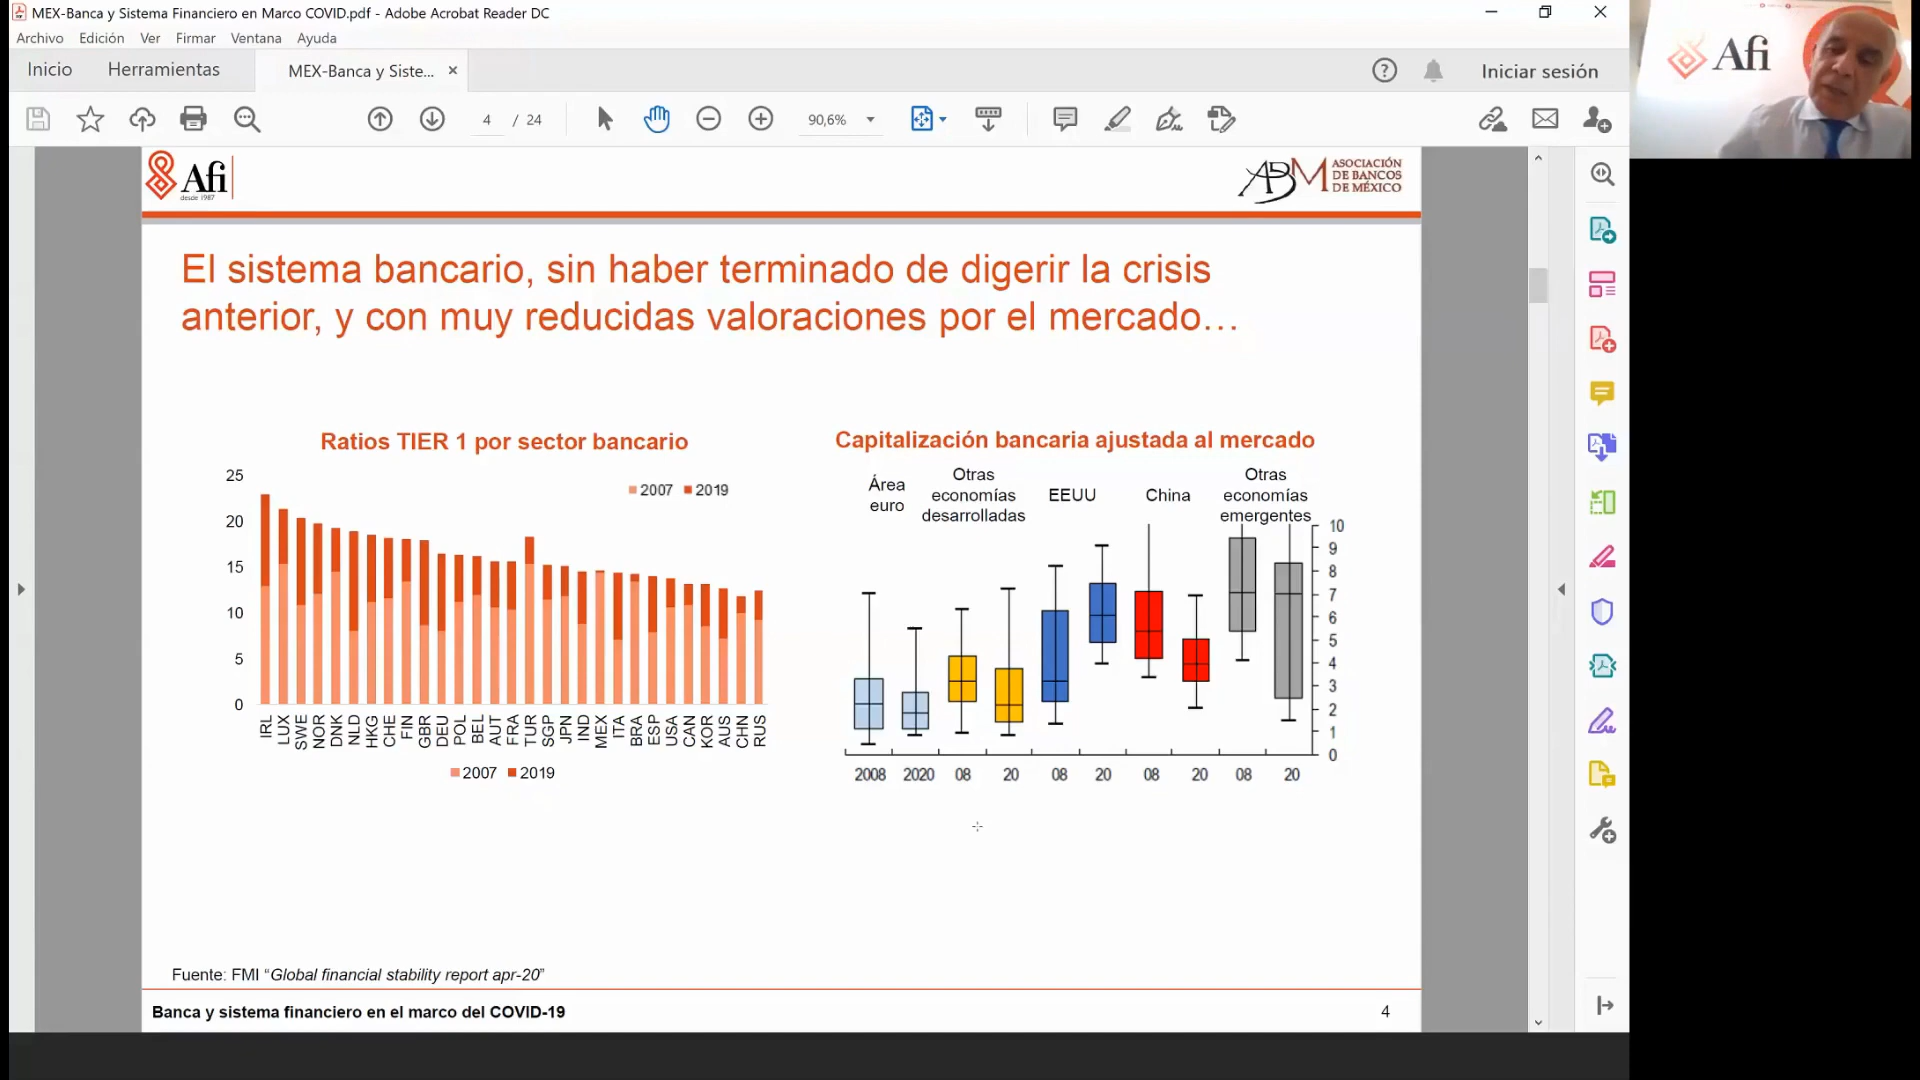 MEX-Banca y Sistema Financiero en Marco COVID.pdf - Adobe Acrobat Reader DC
Archivo Edición Ver Firmar Ventana Ayuda
Inicio Herramientas MEX-Banca y Siste... × Iniciar sesión
4 / 24 90,6%
Afi
Afi
desde 1987
ABM ASOCIACIÓN
DE BANCOS
DE MÉXICO
El sistema bancario, sin haber terminado de digerir la crisis
anterior, y con muy reducidas valoraciones por el mercado…
Ratios TIER 1 por sector bancario
2007 2019
25
20
15
10
5
0
IRL LUX SWE NOR DNK NLD HKG CHE FIN GBR DEU POL BEL AUT FRA TUR SGP JPN IND MEX ITA BRA ESP USA CAN KOR AUS CHN RUS
2007 2019
Capitalización bancaria ajustada al mercado
Área
euro
Otras
economías
desarrolladas
EEUU
China
Otras
economías
emergentes
10
9
8
7
6
5
4
3
2
1
0
2008 2020 08 20 08 20 08 20 08 20
Fuente: FMI “Global financial stability report apr-20”
Banca y sistema financiero en el marco del COVID-19
4